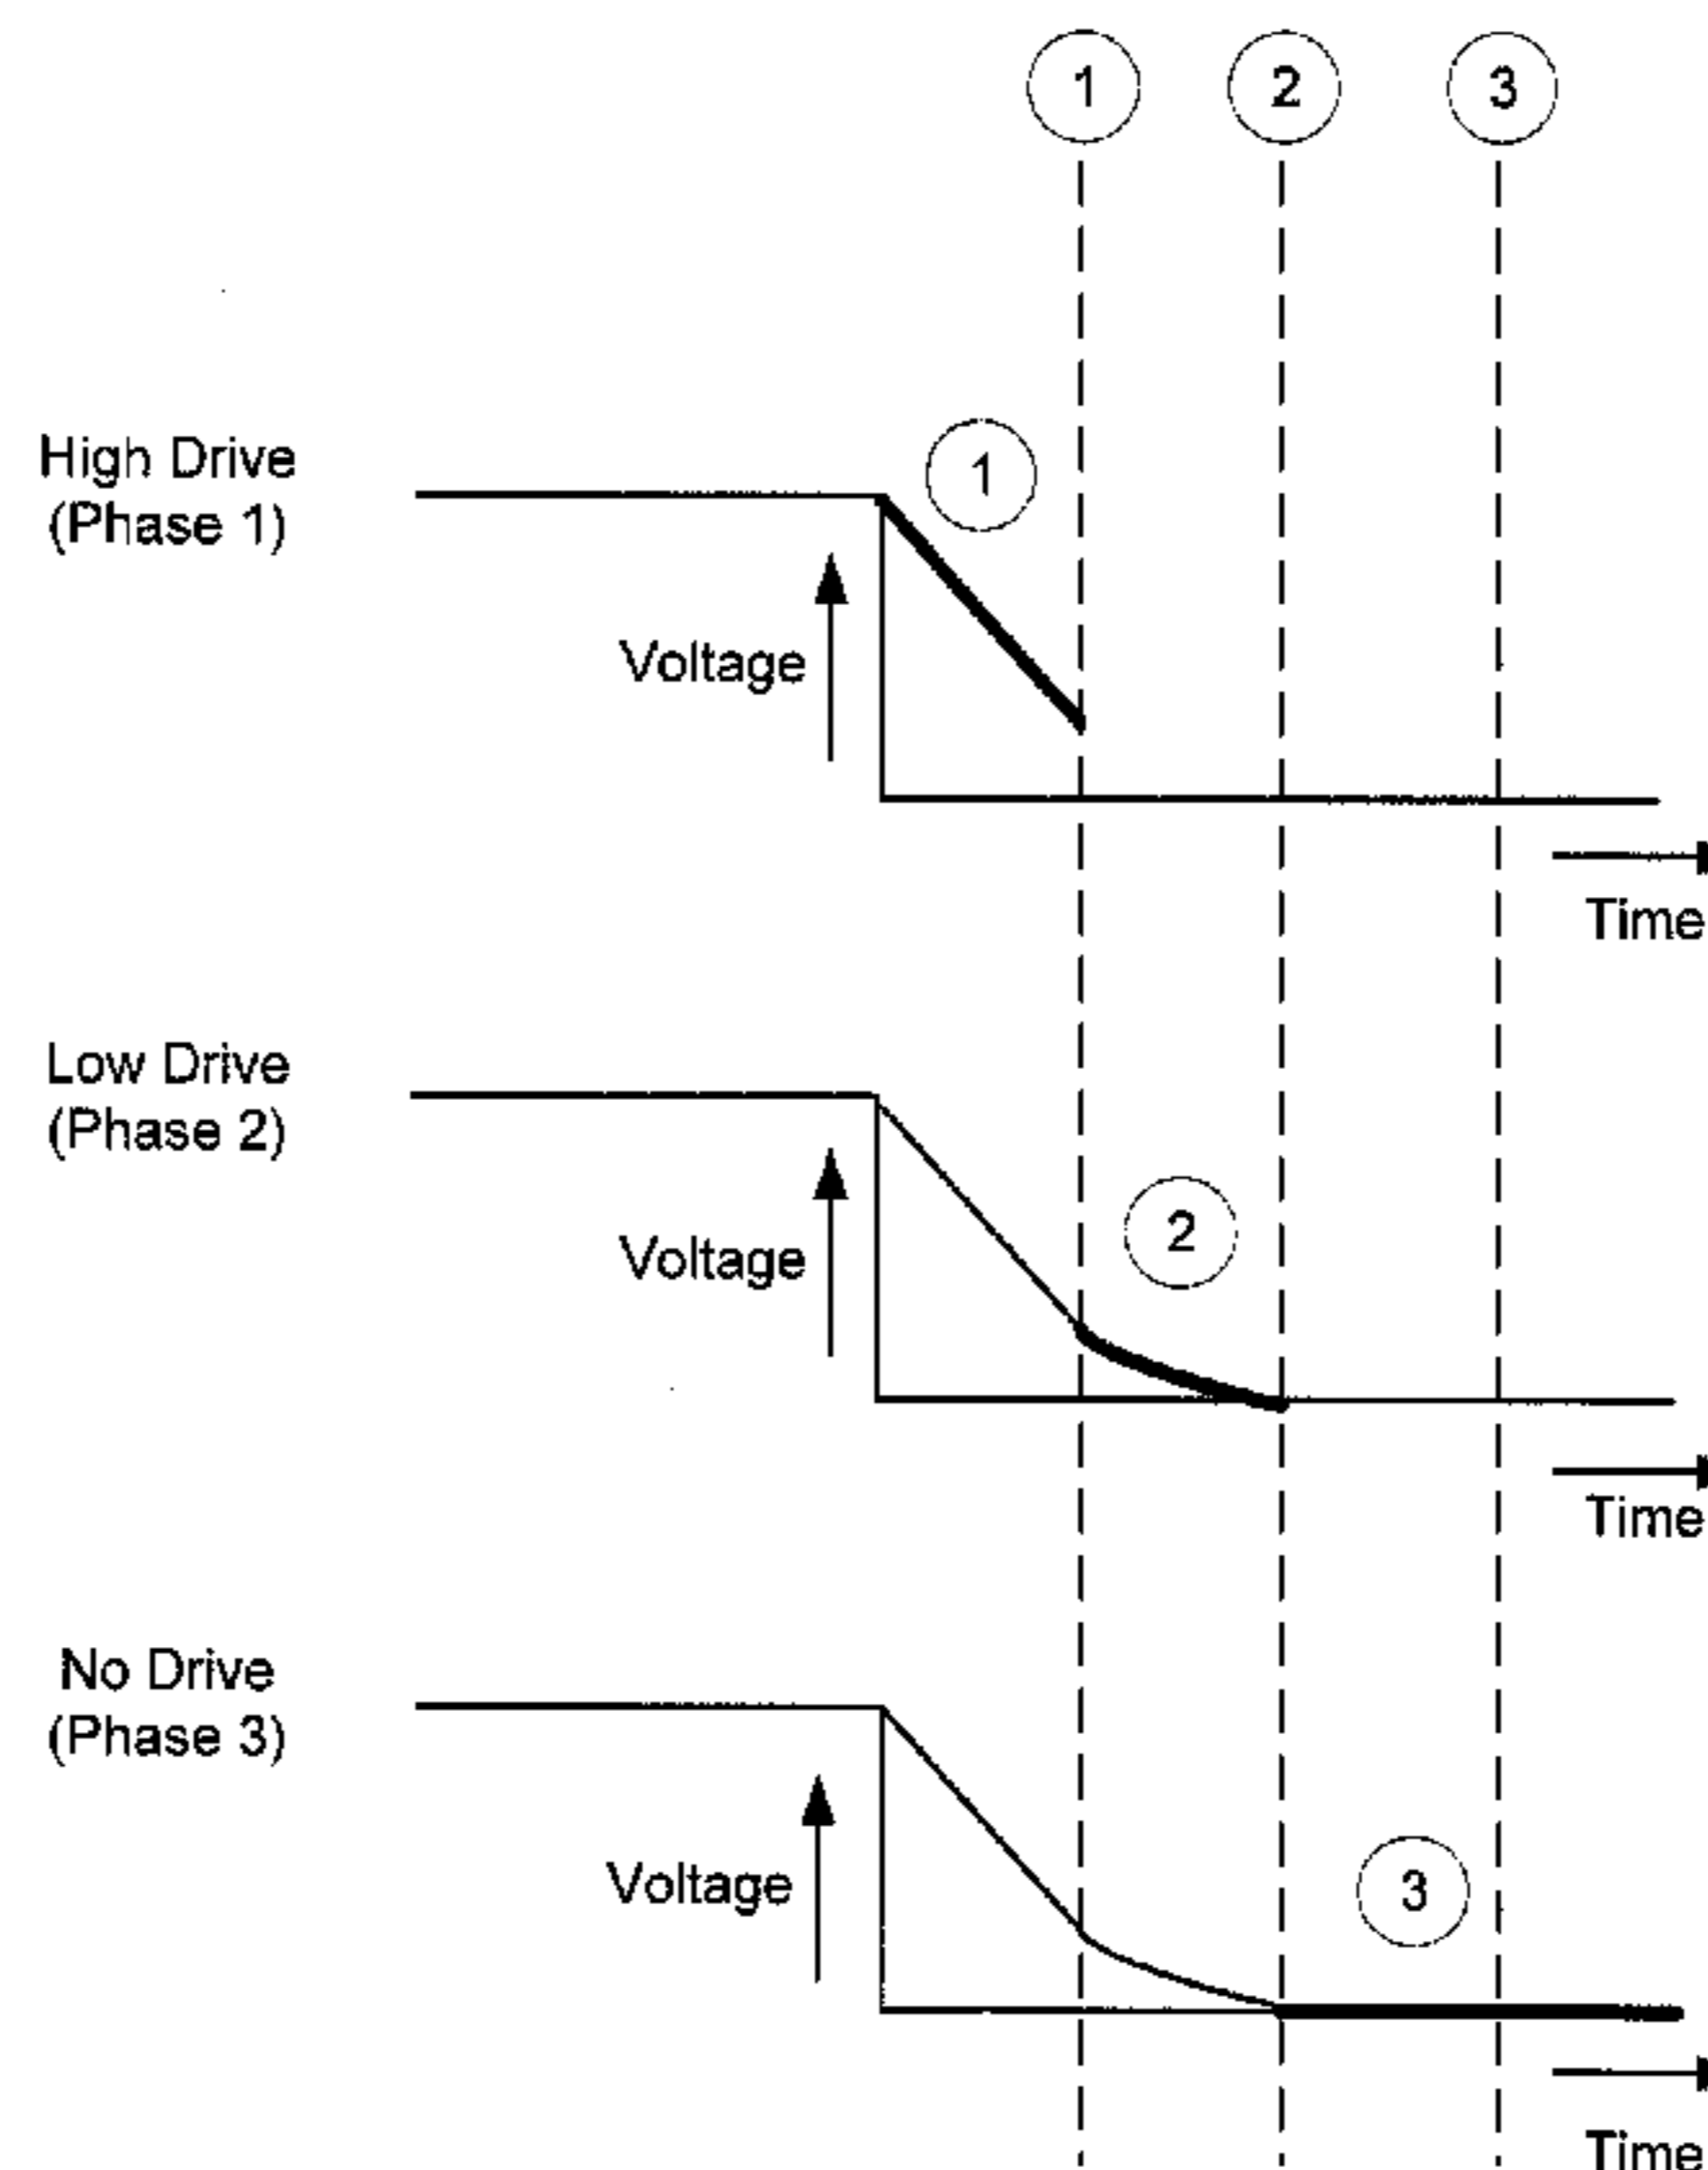 1
2
3
High Drive
(Phase 1)
1
Voltage
Time
Low Drive
(Phase 2)
2
Voltage
Time
No Drive
(Phase 3)
3
Voltage
Time